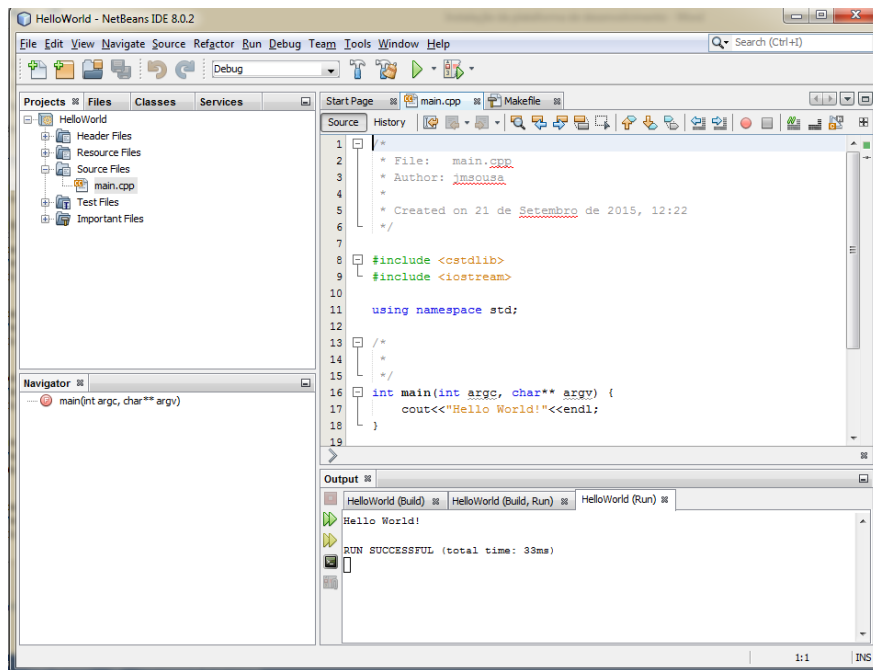 HelloWorld - NetBeans IDE 8.0.2
File Edit View Navigate Source Refactor Run Debug Team Tools Window Help
Search (Ctrl+I)
Debug
Projects Files Classes Services
HelloWorld
Header Files
Resource Files
Source Files
main.cpp
Test Files
Important Files
Navigator
main(int argc, char** argv)
Start Page main.cpp Makefile
Source History
1 /*
2 * File: main.cpp
3 * Author: jmsousa
4 *
5 * Created on 21 de Setembro de 2015, 12:22
6 */
7
8 #include <cstdlib>
9 #include <iostream>
10
11 using namespace std;
12
13 /*
14 *
15 */
16 int main(int argc, char** argv) {
17 cout<<"Hello World!"<<endl;
18 }
19
Output
HelloWorld (Build) HelloWorld (Build, Run) HelloWorld (Run)
Hello World!
RUN SUCCESSFUL (total time: 33ms)
1:1 INS